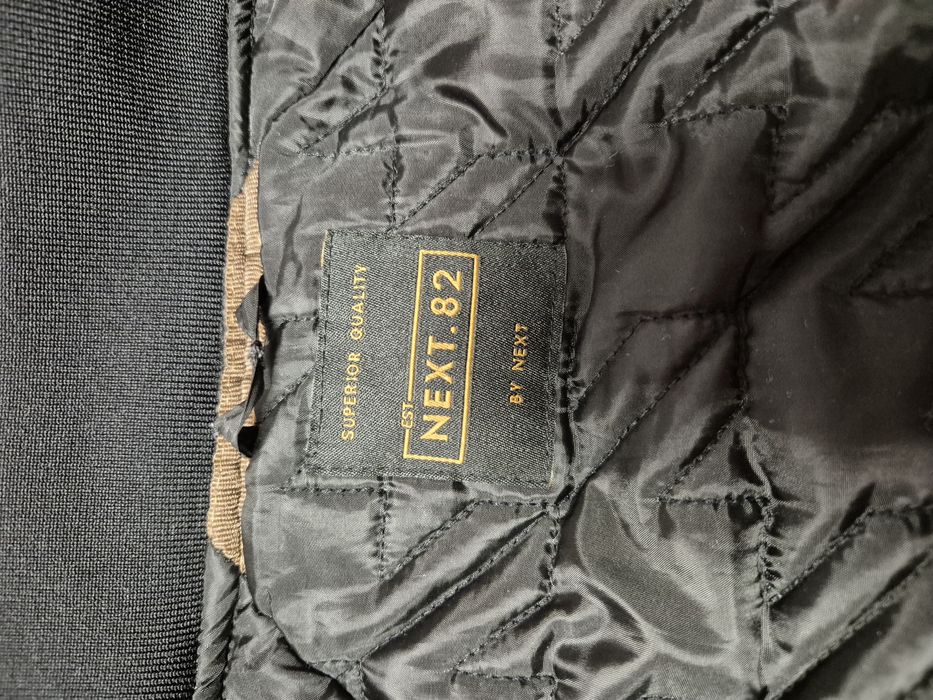 SUPERIOR QUALITY
EST
NEXT.82
BY NEXT